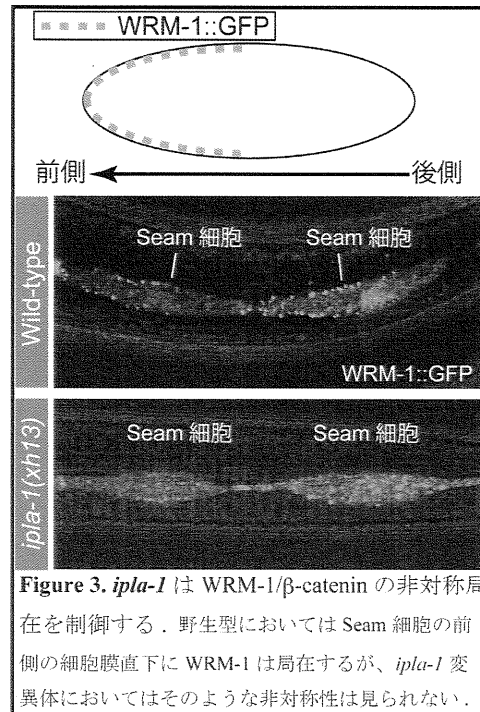 WRM-1::GFP
前側 後側
Wild-type
Seam 細胞 Seam 細胞
WRM-1::GFP
ipla-1(xh13)
Seam 細胞 Seam 細胞
Figure 3. ipla-1 は WRM-1/β-catenin の非対称局
在を制御する . 野生型においては Seam 細胞の前
側の細胞膜直下に WRM-1 は局在するが、ipla-1 変
異体においてはそのような非対称性は見られない .